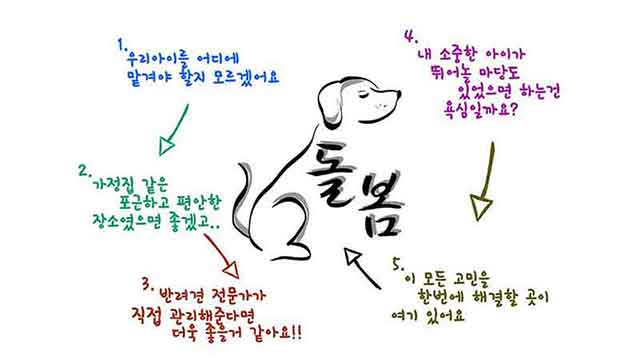 1. 우리아이를 어디에
맡겨야 할지 모르겠어요
2. 가정집 같은
포근하고 편안한
장소였으면 좋겠고..
3. 반려견 전문가가
직접 관리해준다면
더욱 좋을거 같아요!!
4. 내 소중한 아이가
뛰어놀 마당도
있었으면 하는건
욕심일까요?
5. 이 모든 고민을
한번에 해결할 곳이
여기 있어요
돌봄